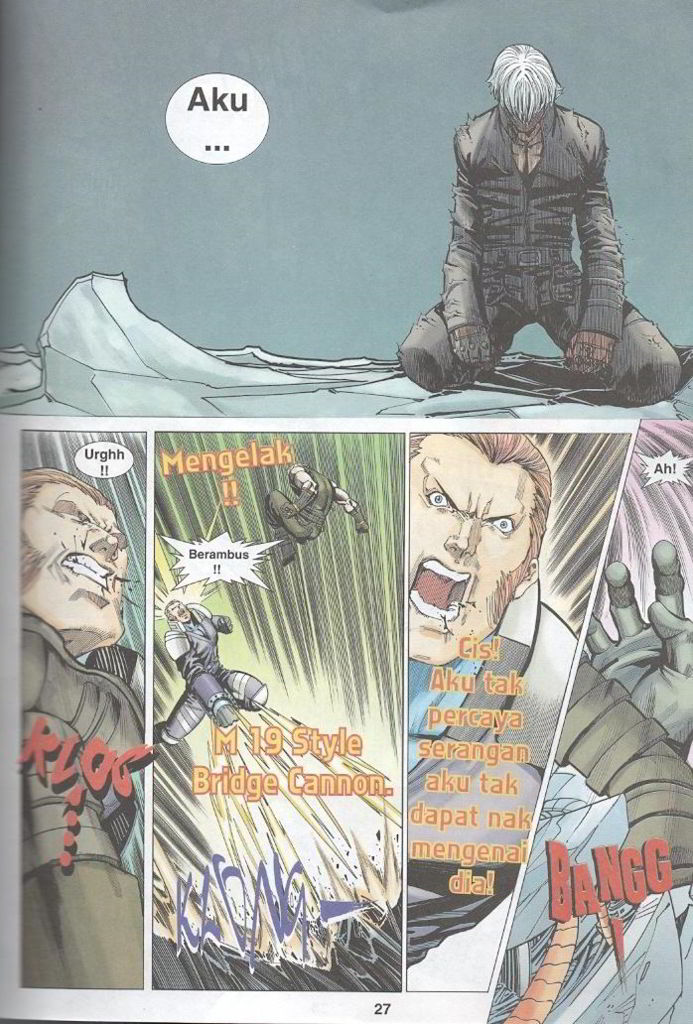 Aku
...
Urghh
!!
KLOG
....
Mengelak
!!
Berambus
!!
M 19 Style
Bridge Cannon.
KLONG
Cis!
Aku tak
percaya
serangan
aku tak
dapat nak
mengenai
dia!
Ah!
BANGG
!
27